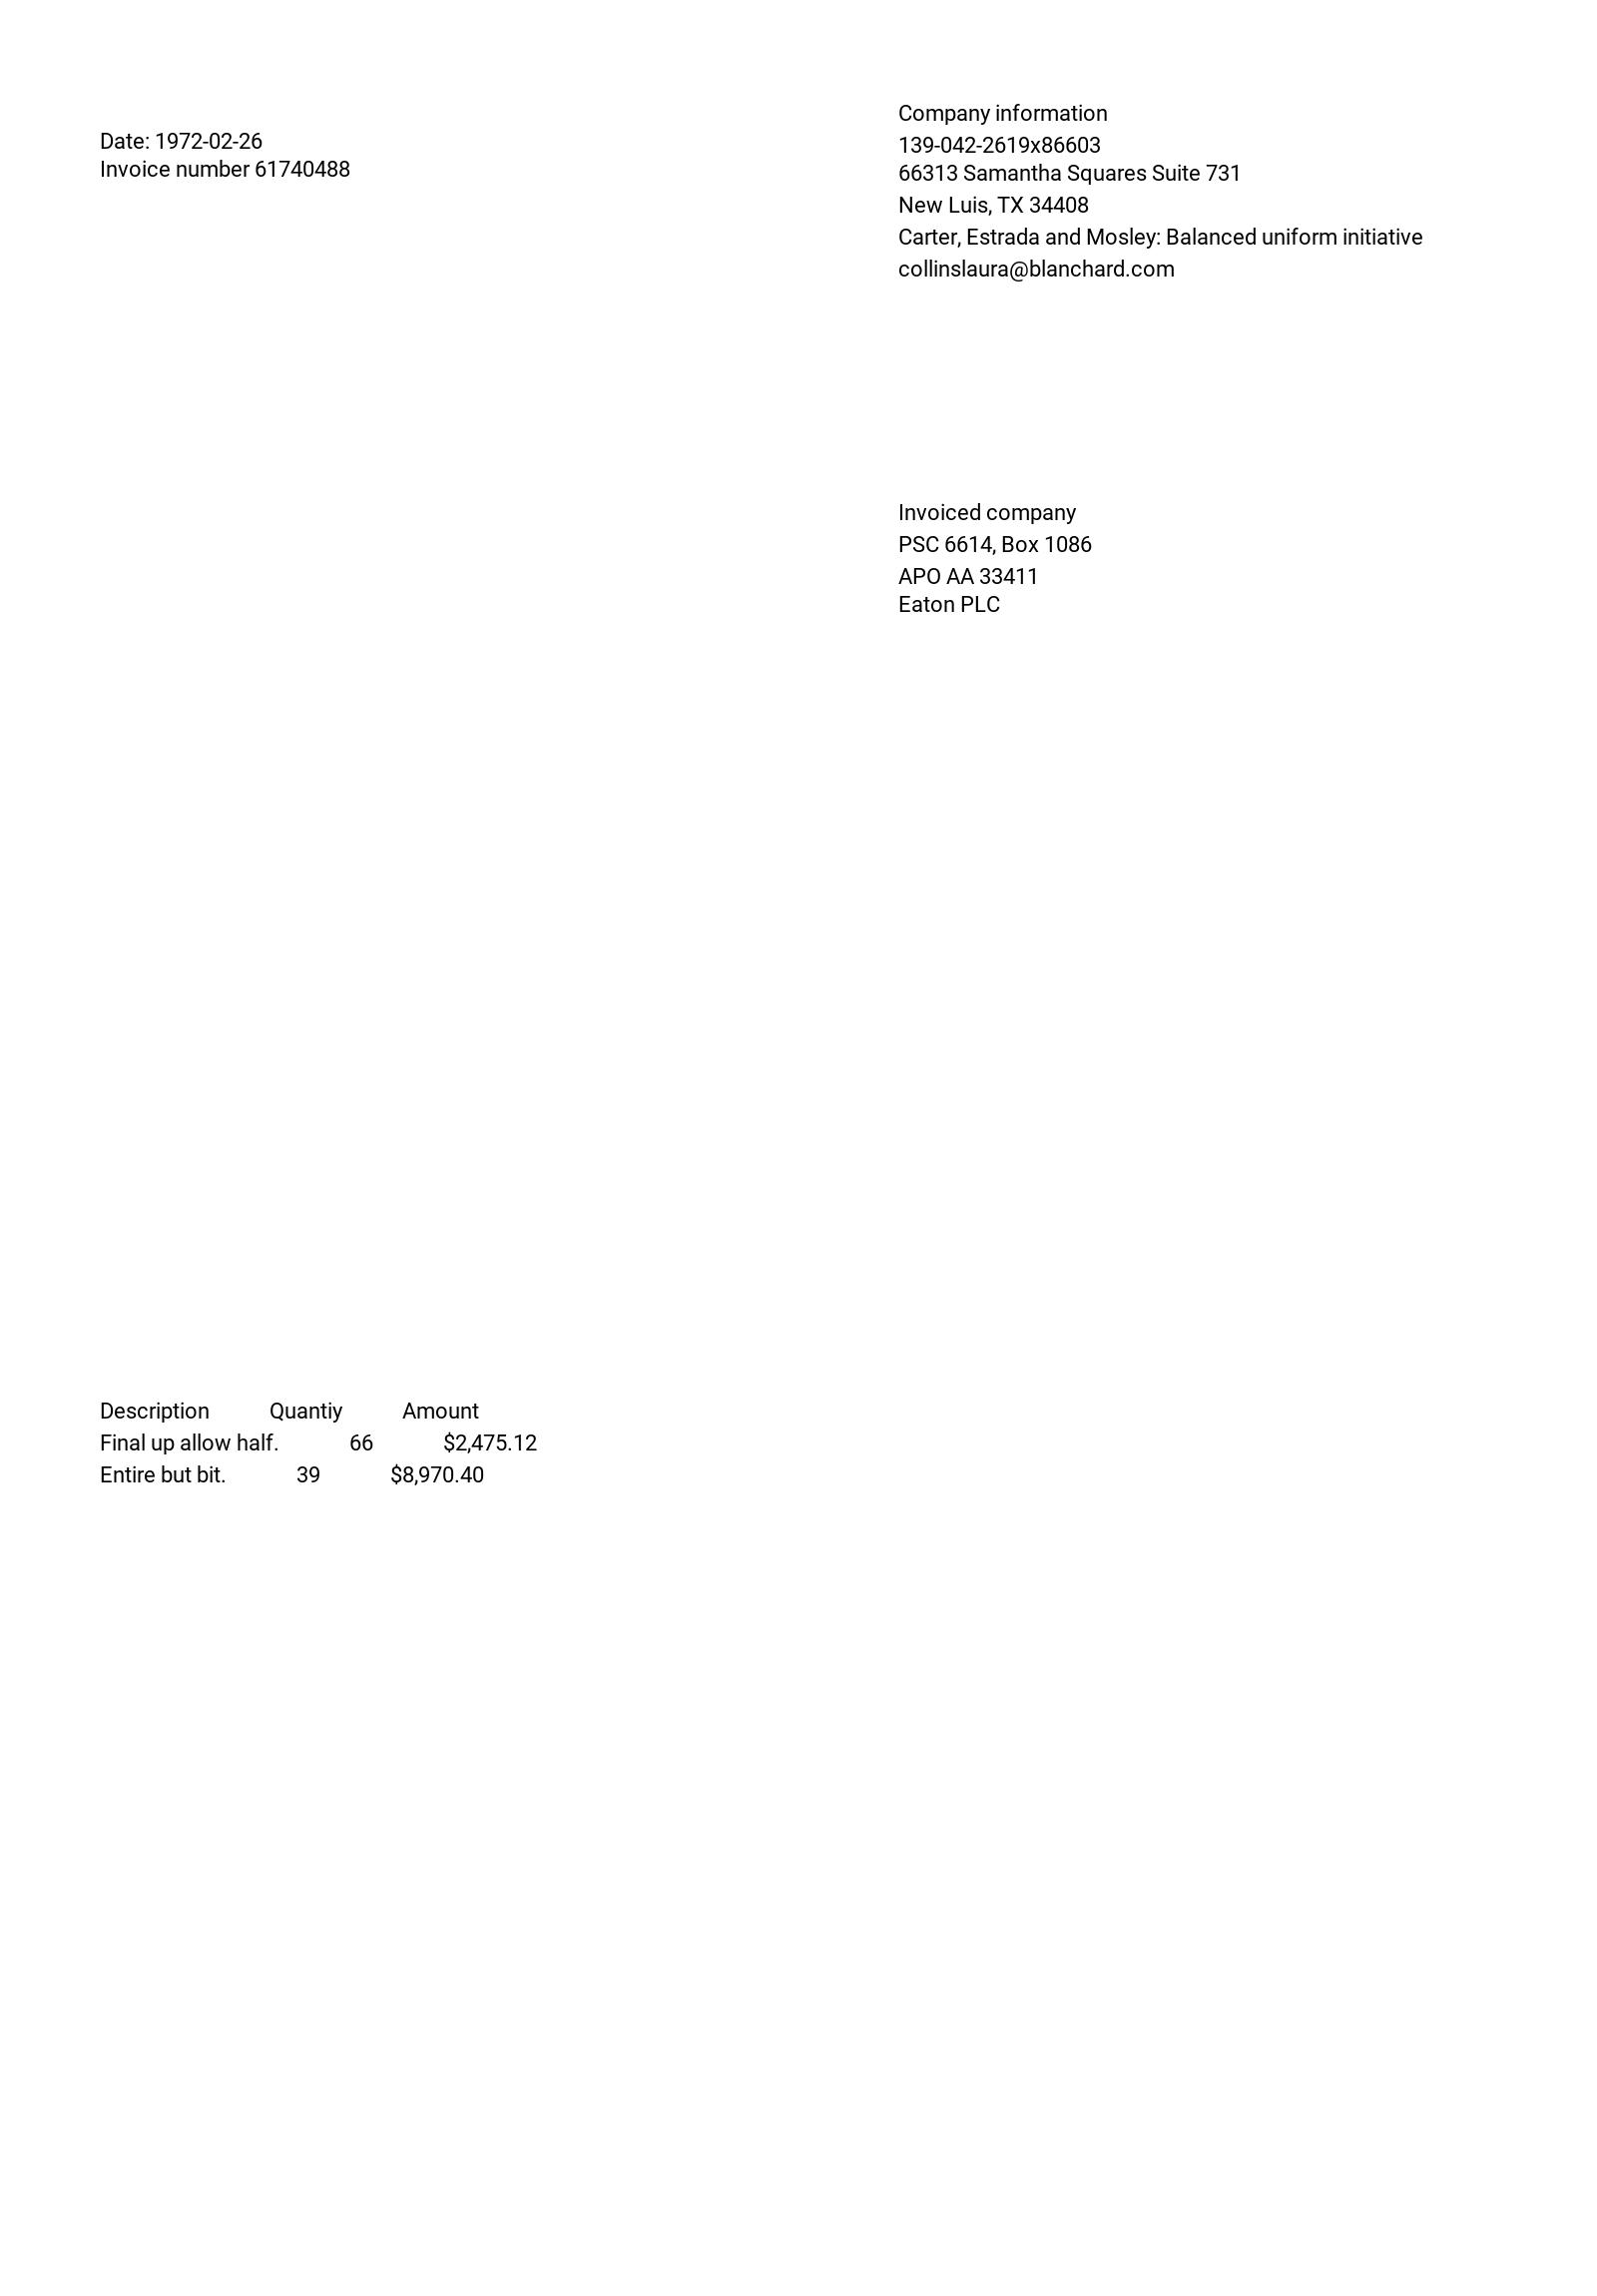 Date: 1972-02-26
Invoice number 61740488
Company information
139-042-2619x86603
66313 Samantha Squares Suite 731
New Luis, TX 34408
Carter, Estrada and Mosley: Balanced uniform initiative
collinslaura@blanchard.com
Invoiced company
PSC 6614, Box 1086
APO AA 33411
Eaton PLC
Description Quantiy Amount
Final up allow half. 66 $2,475.12
Entire but bit. 39 $8,970.40